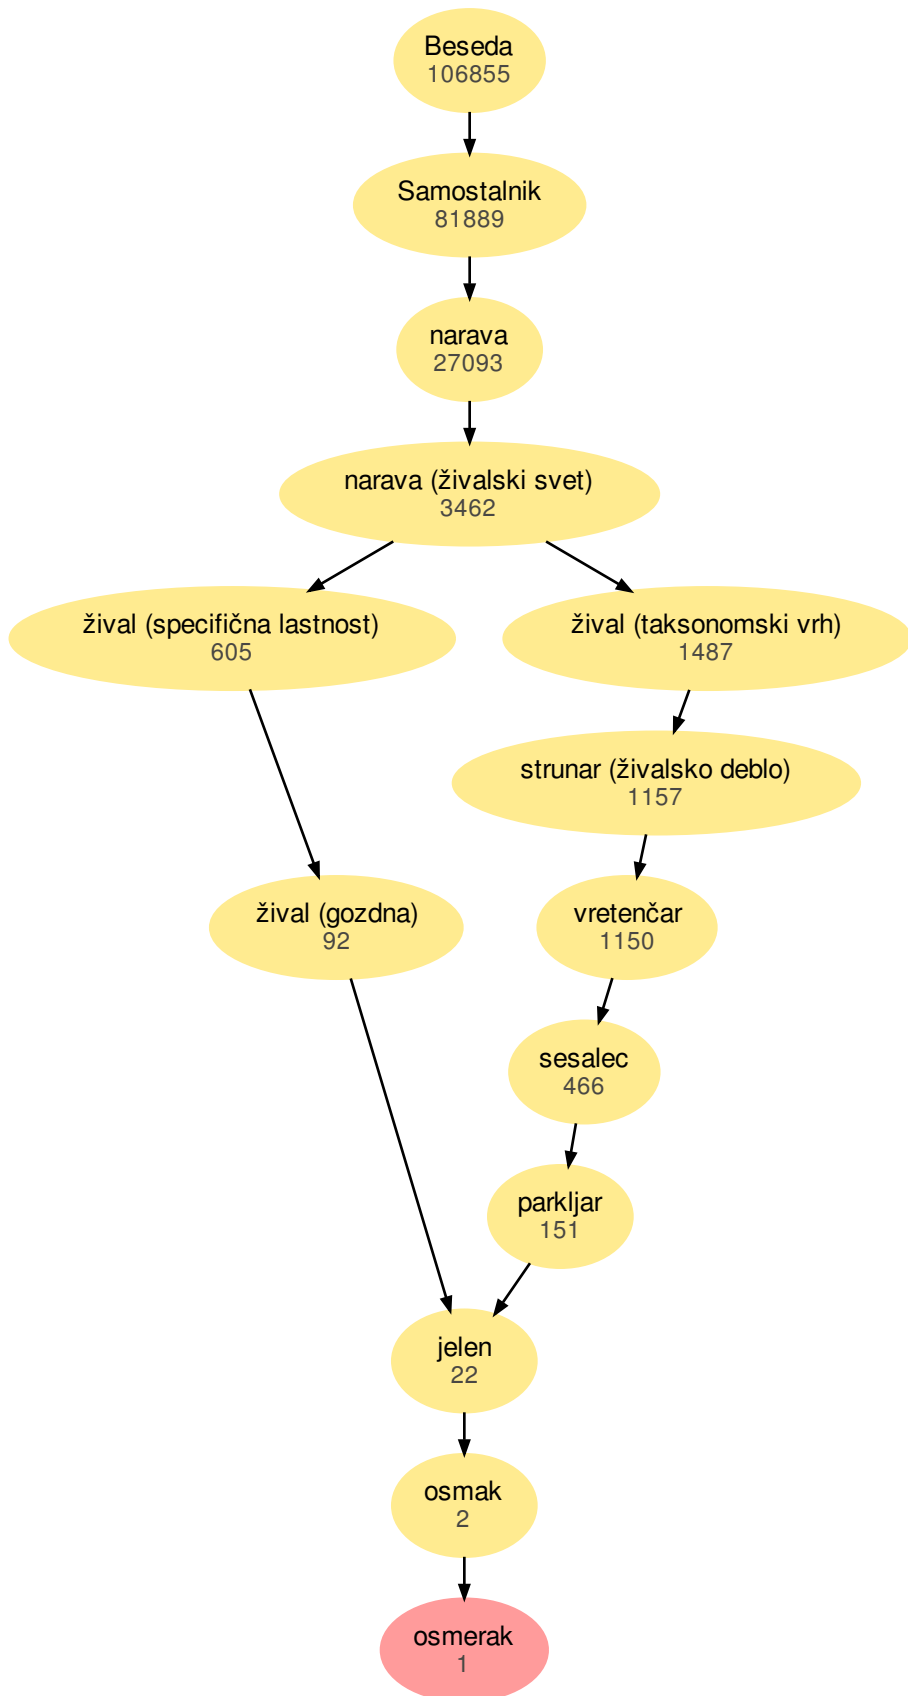 Beseda
106855
Samostalnik
81889
narava
27093
narava (živalski svet)
3462
žival (specifična lastnost)
605
žival (taksonomski vrh)
1487
strunar (živalsko deblo)
1157
žival (gozdna)
92
vretenčar
1150
sesalec
466
parkljar
151
jelen
22
osmak
2
osmerak
1